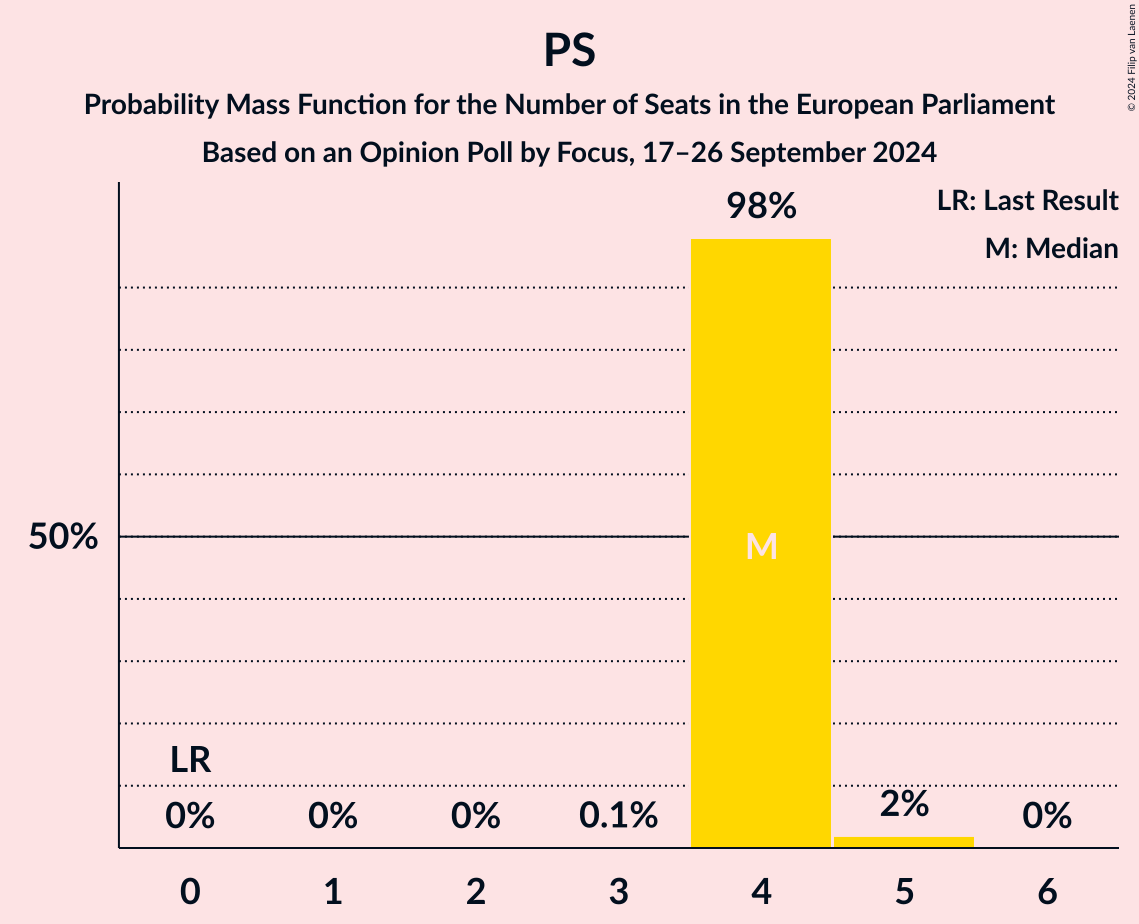 PS
Probability Mass Function for the Number of Seats in the European Parliament
Based on an Opinion Poll by Focus, 17–26 September 2024
© 2024 Filip van Laenen
LR: Last Result
M: Median
98%
50%
M
LR
0%
0%
0%
0.1%
2%
0%
0
1
2
3
4
5
6